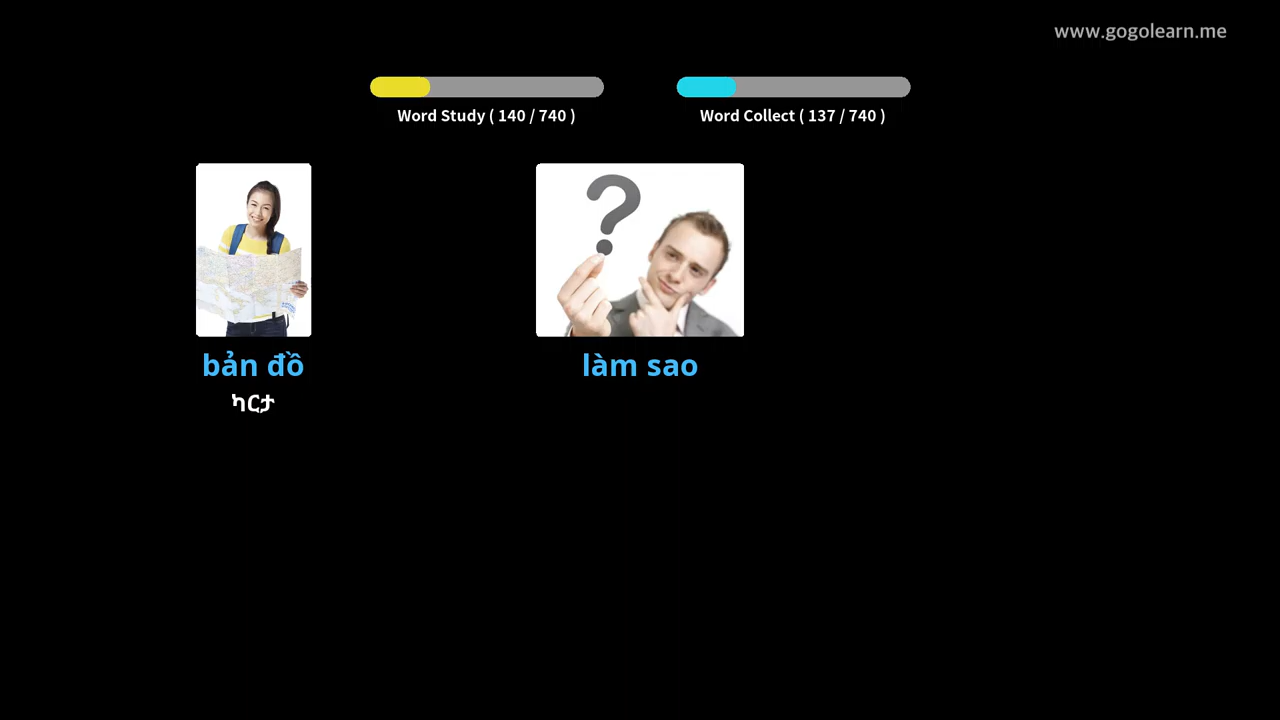 www.gogolearn.me
Word Study ( 140 / 740 )
Word Collect ( 137 / 740 )
bản đồ
ካርታ
làm sao